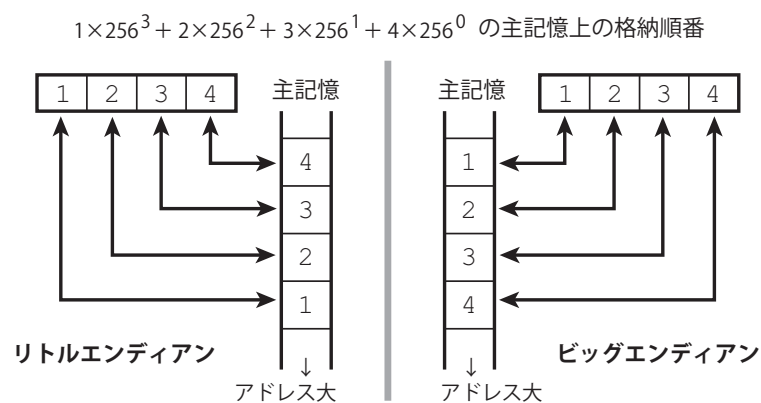 1×256³ + 2×256² + 3×256¹ + 4×256⁰ の主記憶上の格納順番
1 2 3 4
主記憶
4
3
2
1
リトルエンディアン
↓
アドレス大
主記憶
1 2 3 4
1
2
3
4
ビッグエンディアン
↓
アドレス大